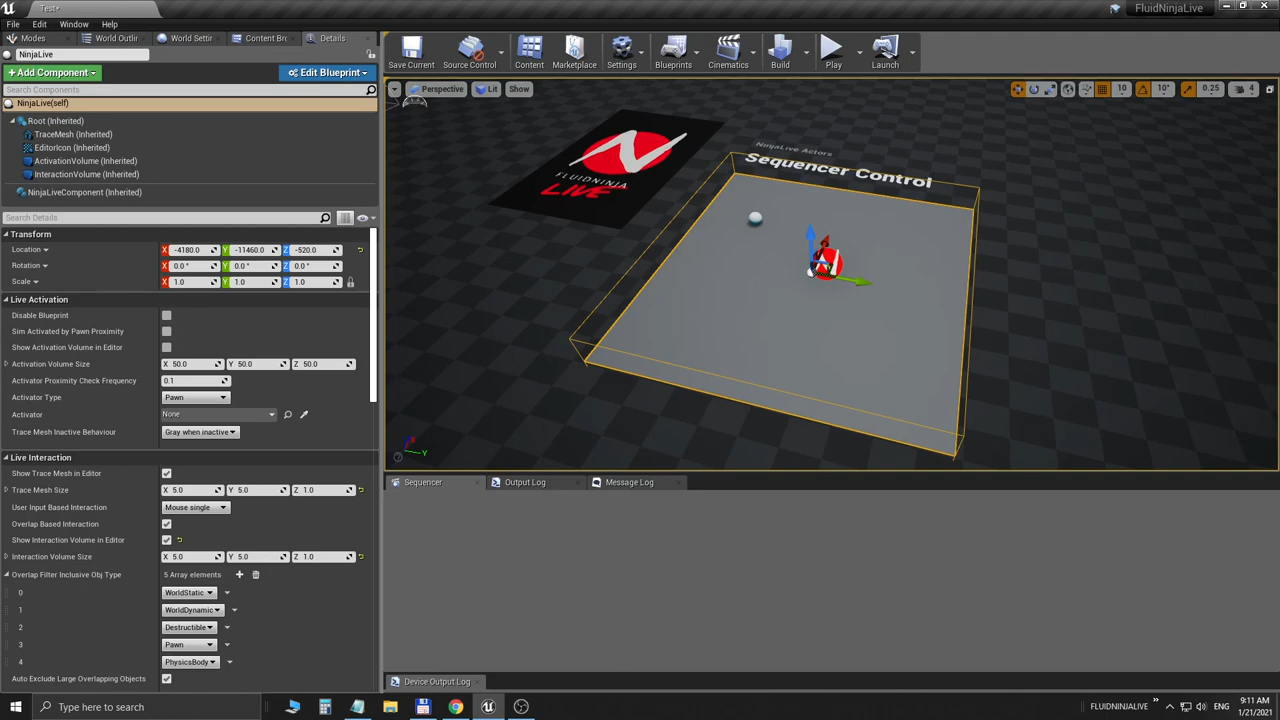 Test*
FluidNinjaLive
File Edit Window Help
Modes World Outlir World Settir Content Brc Details
NinjaLive
+Add Component Edit Blueprint
Search Components
NinjaLive(self)
Root (Inherited)
TraceMesh (Inherited)
EditorIcon (Inherited)
ActivationVolume (Inherited)
InteractionVolume (Inherited)
NinjaLiveComponent (Inherited)
Search Details
Transform
Location X -4180.0 Y -11460.0 Z -520.0
Rotation X 0.0 ° Y 0.0 ° Z 0.0 °
Scale X 1.0 Y 1.0 Z 1.0
Live Activation
Disable Blueprint
Sim Activated by Pawn Proximity
Show Activation Volume in Editor
Activation Volume Size X 50.0 Y 50.0 Z 50.0
Activator Proximity Check Frequency 0.1
Activator Type Pawn
Activator None
Trace Mesh Inactive Behaviour Gray when inactive
Live Interaction
Show Trace Mesh in Editor
Trace Mesh Size X 5.0 Y 5.0 Z 1.0
User Input Based Interaction Mouse single
Overlap Based Interaction
Show Interaction Volume in Editor
Interaction Volume Size X 5.0 Y 5.0 Z 1.0
Overlap Filter Inclusive Obj Type 5 Array elements
0 WorldStatic
1 WorldDynamic
2 Destructible
3 Pawn
4 PhysicsBody
Auto Exclude Large Overlapping Objects
Save Current Source Control Content Marketplace Settings Blueprints Cinematics Build Play Launch
Perspective Lit Show 10 10° 0.25 4
NinjaLive Actors
Sequencer Control
FLUIDNINJA
LIVE
X
Y
Sequencer Output Log Message Log
Device Output Log
Type here to search
FLUIDNINJALIVE
9:11 AM
1/21/2021